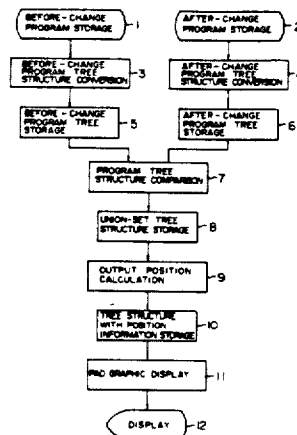 BEFORE-CHANGE
PROGRAM STORAGE
1
AFTER-CHANGE
PROGRAM STORAGE
2
BEFORE-CHANGE
PROGRAM TREE
STRUCTURE CONVERSION
3
AFTER-CHANGE
PROGRAM TREE
STRUCTURE CONVERSION
BEFORE-CHANGE
PROGRAM TREE
STORAGE
5
AFTER-CHANGE
PROGRAM TREE
STORAGE
6
PROGRAM TREE
STRUCTURE COMPARISON
7
UNION-SET TREE
STRUCTURE STORAGE
8
OUTPUT POSITION
CALCULATION
9
TREE STRUCTURE
WITH POSITION
INFORMATION STORAGE
10
PAD GRAPHIC DISPLAY
11
DISPLAY
12